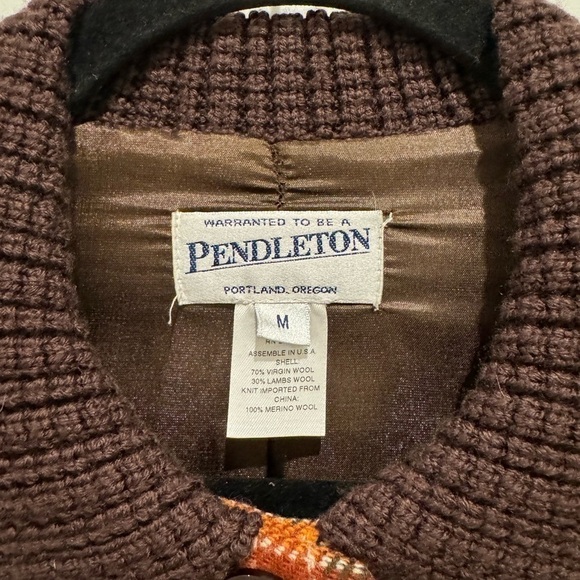 WARRANTED TO BE A
PENDLETON
PORTLAND, OREGON
M
ASSEMBLE IN U.S.A.
SHELL:
70% VIRGIN WOOL
30% LAMBS WOOL
KNIT IMPORTED FROM
CHINA:
100% MERINO WOOL